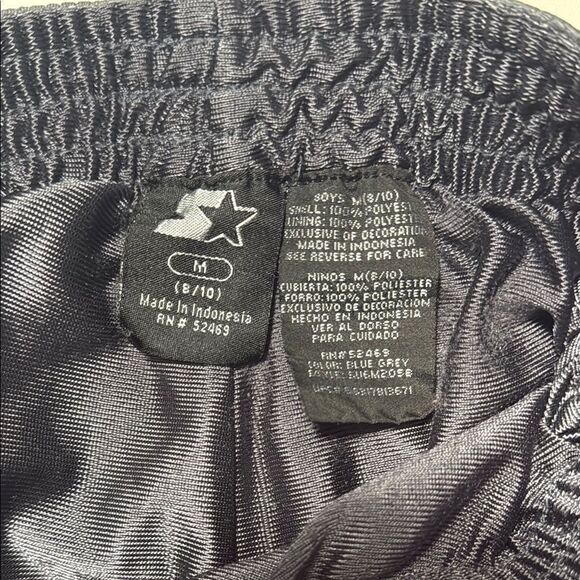 M
(8/10)
Made in Indonesia
RN# 52469
BOYS M(8/10)
SHELL: 100% POLYESTE
LINING: 100% POLYESTE
EXCLUSIVE OF DECORATION
MADE IN INDONESIA
SEE REVERSE FOR CARE
NINOS M(8/10)
CUBIERTA: 100% POLIESTER
FORRO: 100% POLIESTER
EXCLUSIVO DE DECORACION
HECHO EN INDONESIA
VER AL DORSO
PARA CUIDADO
RN# 52469
COLOR: BLUE GREY